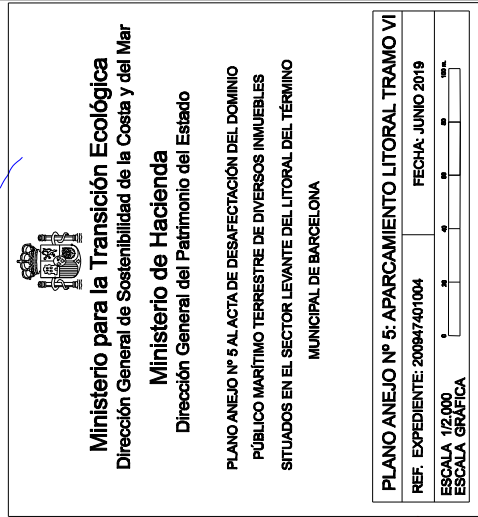 Ministerio para la Transición Ecológica
Dirección General de Sostenibilidad de la Costa y del Mar
Ministerio de Hacienda
Dirección General del Patrimonio del Estado
PLANO ANEJO Nº 5 AL ACTA DE DESAFECTACIÓN DEL DOMINIO
PÚBLICO MARÍTIMO TERRESTRE DE DIVERSOS INMUEBLES
SITUADOS EN EL SECTOR LEVANTE DEL LITORAL DEL TÉRMINO
MUNICIPAL DE BARCELONA
PLANO ANEJO Nº 5: APARCAMIENTO LITORAL TRAMO VI
REF. EXPEDIENTE: 200947401004 FECHA: JUNIO 2019
ESCALA 1/2.000
ESCALA GRÁFICA
0 20 40 60 80 100 m.